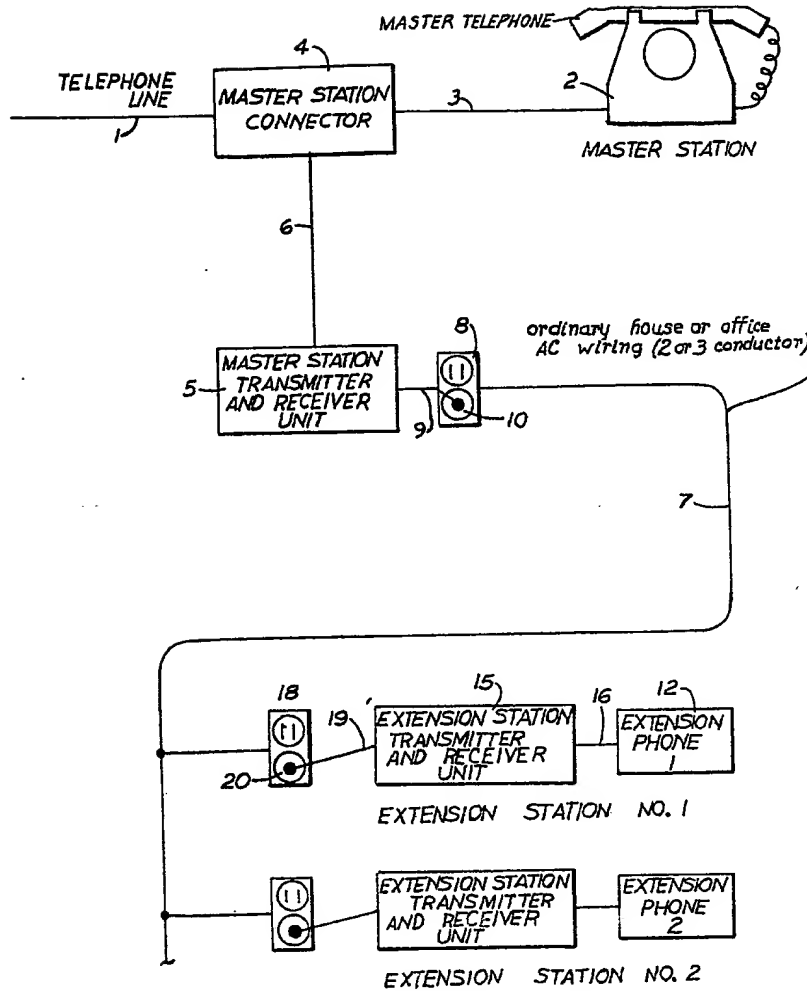 MASTER TELEPHONE
4
TELEPHONE
LINE
MASTER STATION
CONNECTOR
3
2
1
MASTER STATION
6
8
ordinary house or office
AC wiring (2 or 3 conductor)
5
MASTER STATION
TRANSMITTER
AND RECEIVER
UNIT
9
10
7
18
15
12
19
EXTENSION STATION
TRANSMITTER
AND RECEIVER
UNIT
16
EXTENSION
PHONE
1
20
EXTENSION STATION NO. 1
EXTENSION STATION
TRANSMITTER
AND RECEIVER
UNIT
EXTENSION
PHONE
2
EXTENSION STATION NO. 2